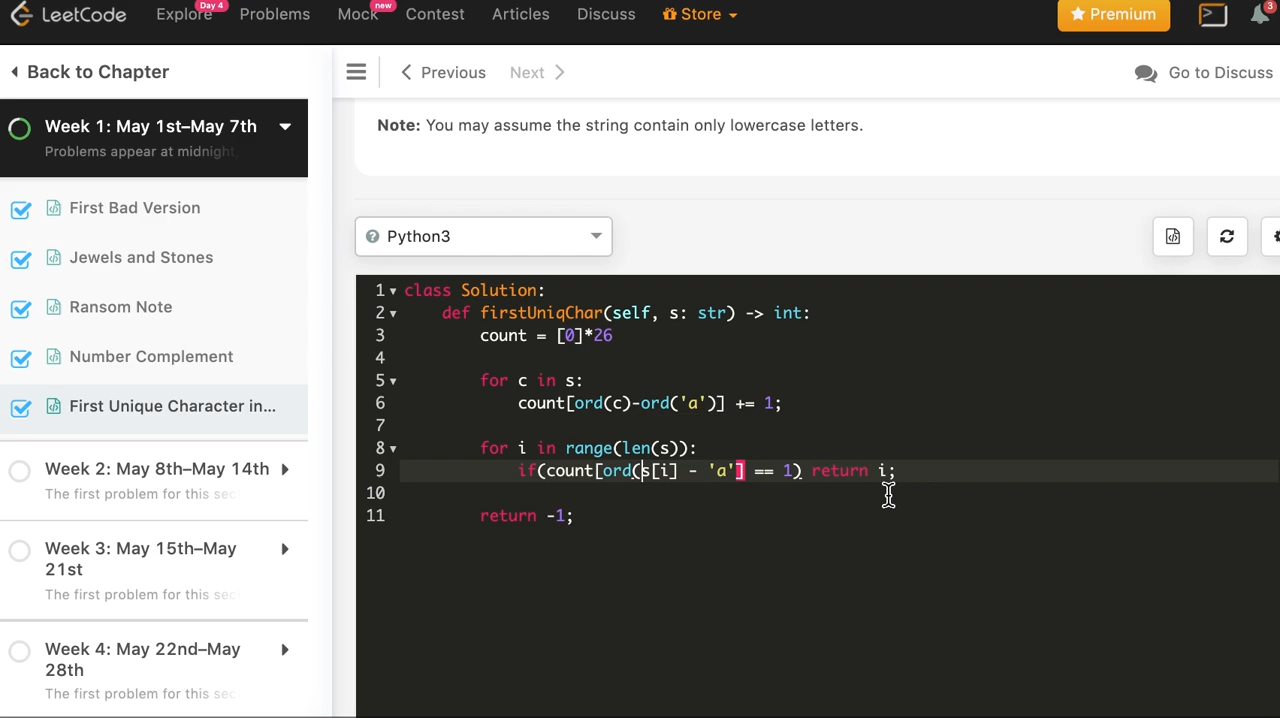 LeetCode Explore Day 4 Problems Mock new Contest Articles Discuss Store Premium 3
Back to Chapter
Previous Next Go to Discuss
Week 1: May 1st–May 7th
Problems appear at midnight
First Bad Version
Jewels and Stones
Ransom Note
Number Complement
First Unique Character in...
Week 2: May 8th–May 14th
The first problem for this sec
Week 3: May 15th–May
21st
The first problem for this sec
Week 4: May 22nd–May
28th
The first problem for this sec
Note: You may assume the string contain only lowercase letters.
Python3
1 class Solution:
2 def firstUniqChar(self, s: str) -> int:
3 count = [0]*26
4
5 for c in s:
6 count[ord(c)-ord('a')] += 1;
7
8 for i in range(len(s)):
9 if(count[ord(s[i] - 'a'] == 1) return i;
10
11 return -1;